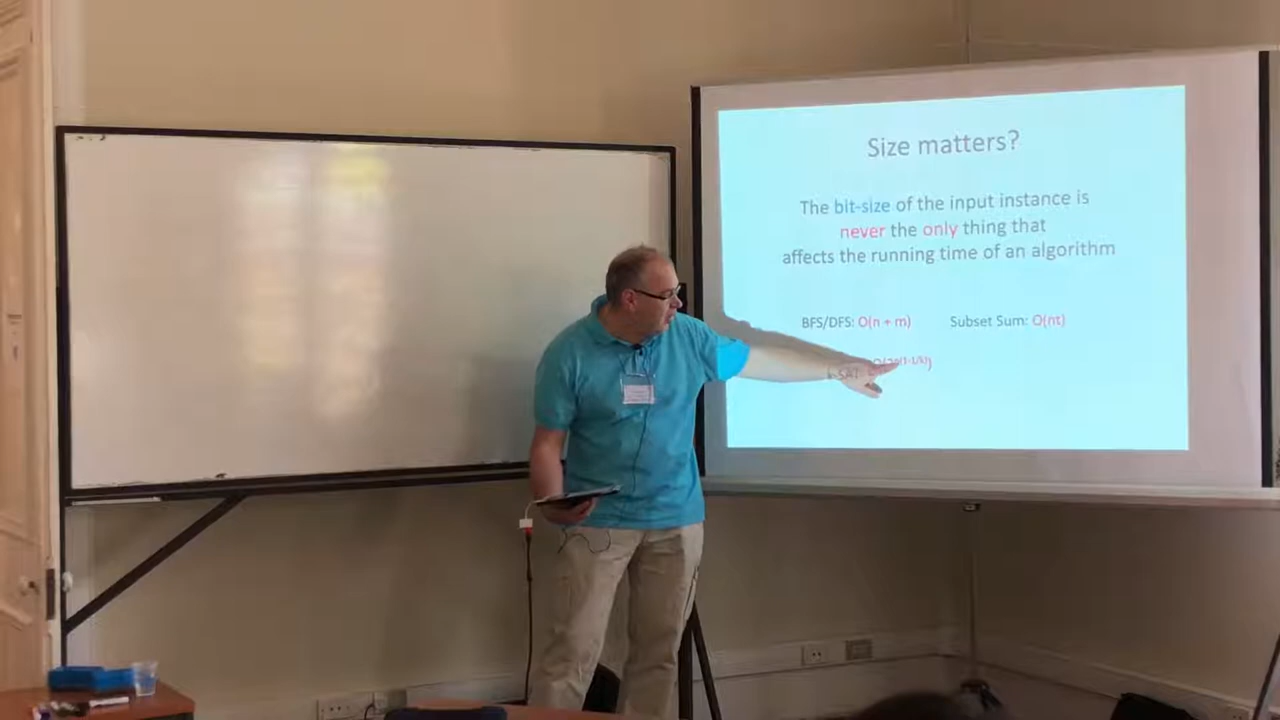 Size matters?
The bit-size of the input instance is
never the only thing that
affects the running time of an algorithm
BFS/DFS: O(n + m) Subset Sum: O(nt)
k-SAT